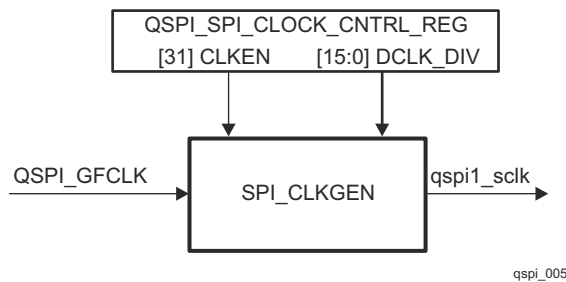 QSPI_SPI_CLOCK_CNTRL_REG
[31] CLKEN [15:0] DCLK_DIV
QSPI_GFCLK
SPI_CLKGEN
qspi1_sclk
qspi_005